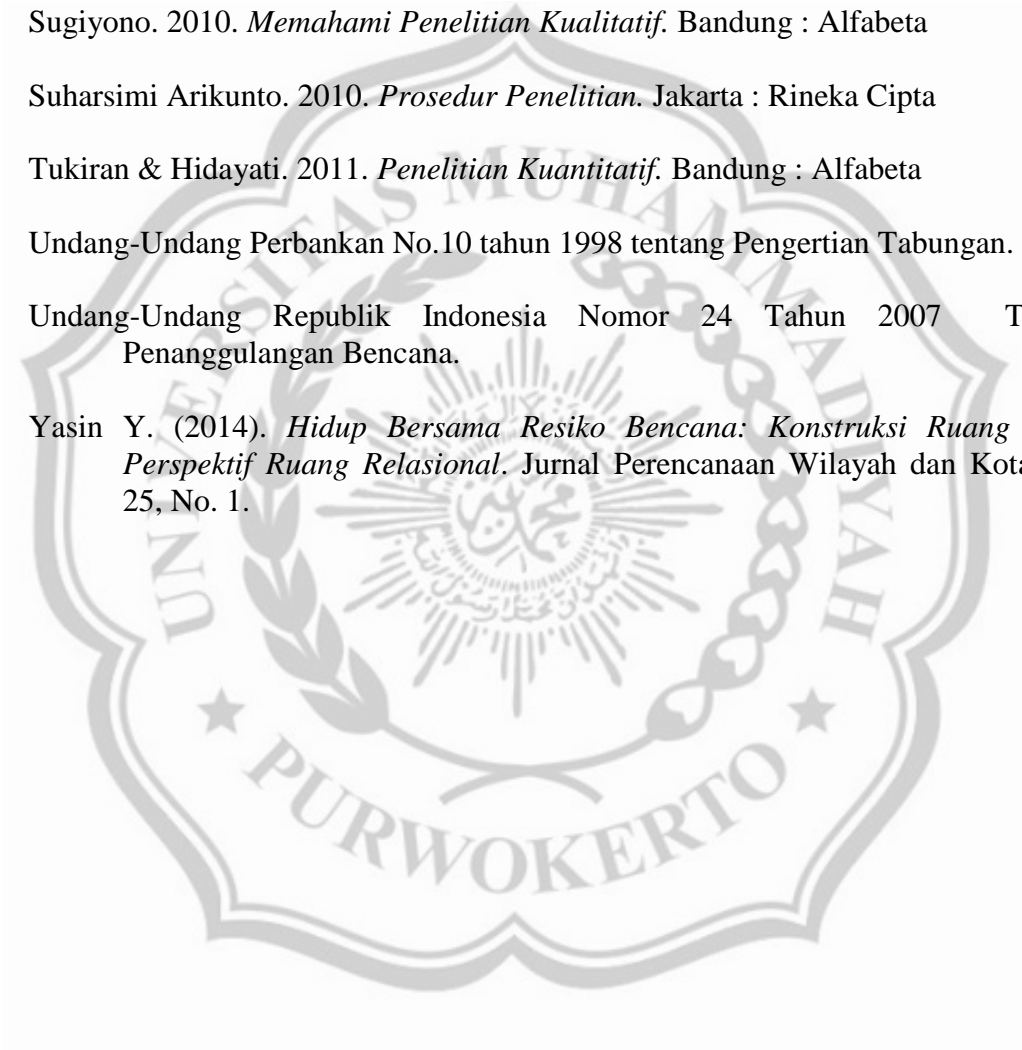 Sugiyono. 2010. Memahami Penelitian Kualitatif. Bandung : Alfabeta
Suharsimi Arikunto. 2010. Prosedur Penelitian. Jakarta : Rineka Cipta
Tukiran & Hidayati. 2011. Penelitian Kuantitatif. Bandung : Alfabeta
Undang-Undang Perbankan No.10 tahun 1998 tentang Pengertian Tabungan.
Undang-Undang Republik Indonesia Nomor 24 Tahun 2007 T
Penanggulangan Bencana.
Yasin Y. (2014). Hidup Bersama Resiko Bencana: Konstruksi Ruang
Perspektif Ruang Relasional. Jurnal Perencanaan Wilayah dan Kota
25, No. 1.
UNIVERSITAS MUHAMMADIYAH
PURWOKERTO